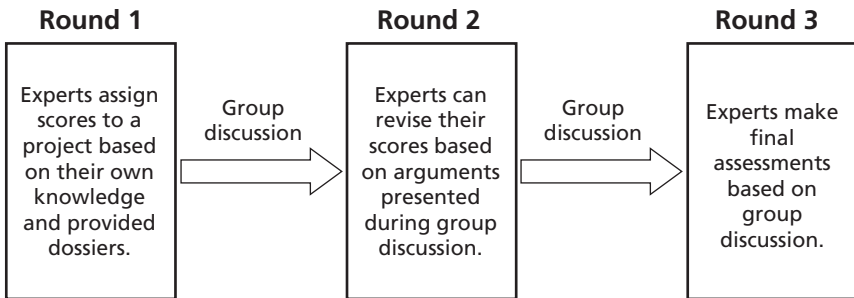 Round 1
Experts assign
scores to a
project based
on their own
knowledge
and provided
dossiers.
Group
discussion
Round 2
Experts can
revise their
scores based
on arguments
presented
during group
discussion.
Group
discussion
Round 3
Experts make
final
assessments
based on
group
discussion.